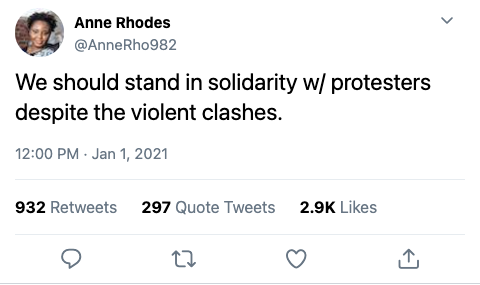 Anne Rhodes
@AnneRho982
We should stand in solidarity w/ protesters
despite the violent clashes.
12:00 PM · Jan 1, 2021
932 Retweets 297 Quote Tweets 2.9K Likes